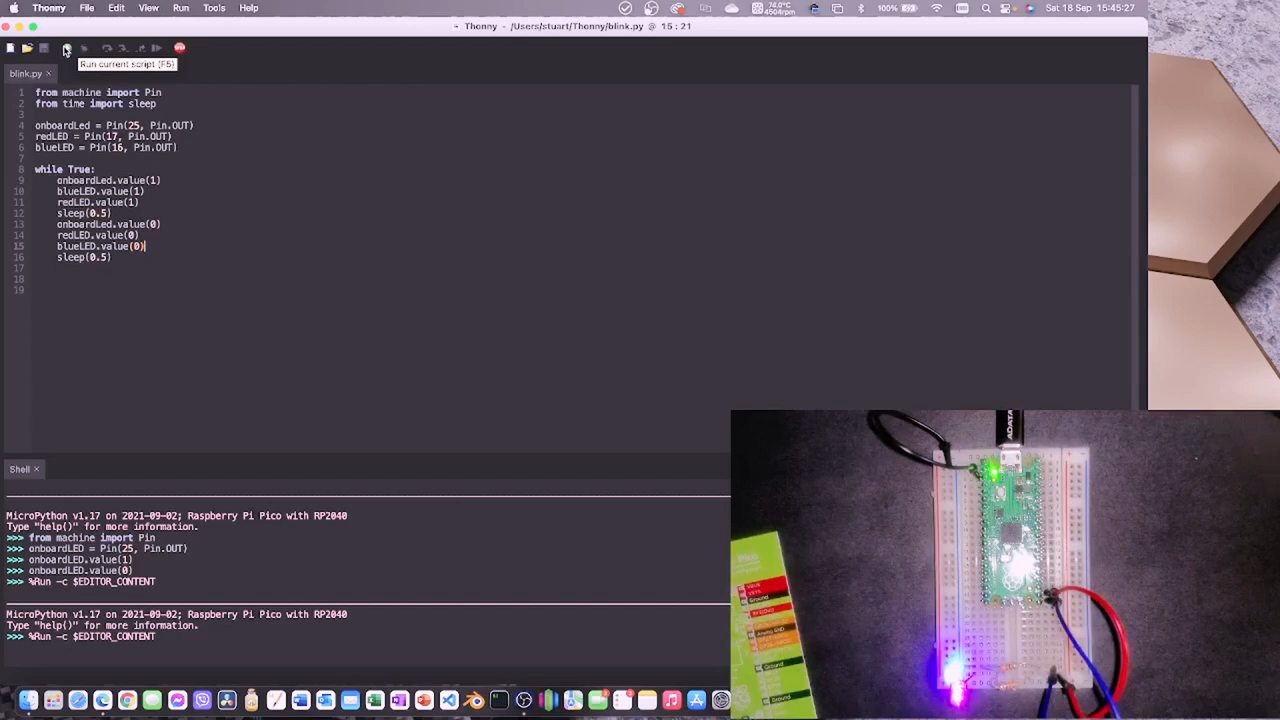 Thonny File Edit View Run Tools Help
74.0°C
4504rpm
100%
Sat 18 Sep 15:45:27
Thonny - /Users/stuart/Thonny/blink.py @ 15 : 21
Run current script (F5)
blink.py ×
1 from machine import Pin
2 from time import sleep
3
4 onboardLed = Pin(25, Pin.OUT)
5 redLED = Pin(17, Pin.OUT)
6 blueLED = Pin(16, Pin.OUT)
7
8 while True:
9 onboardLed.value(1)
10 blueLED.value(1)
11 redLED.value(1)
12 sleep(0.5)
13 onboardLed.value(0)
14 redLED.value(0)
15 blueLED.value(0)
16 sleep(0.5)
17
18
19
Shell ×
MicroPython v1.17 on 2021-09-02; Raspberry Pi Pico with RP2040
Type "help()" for more information.
>>> from machine import Pin
>>> onboardLED = Pin(25, Pin.OUT)
>>> onboardLED.value(1)
>>> onboardLED.value(0)
>>> %Run -c $EDITOR_CONTENT
MicroPython v1.17 on 2021-09-02; Raspberry Pi Pico with RP2040
Type "help()" for more information.
>>> %Run -c $EDITOR_CONTENT
ADATA
Ground
Ground
Ground